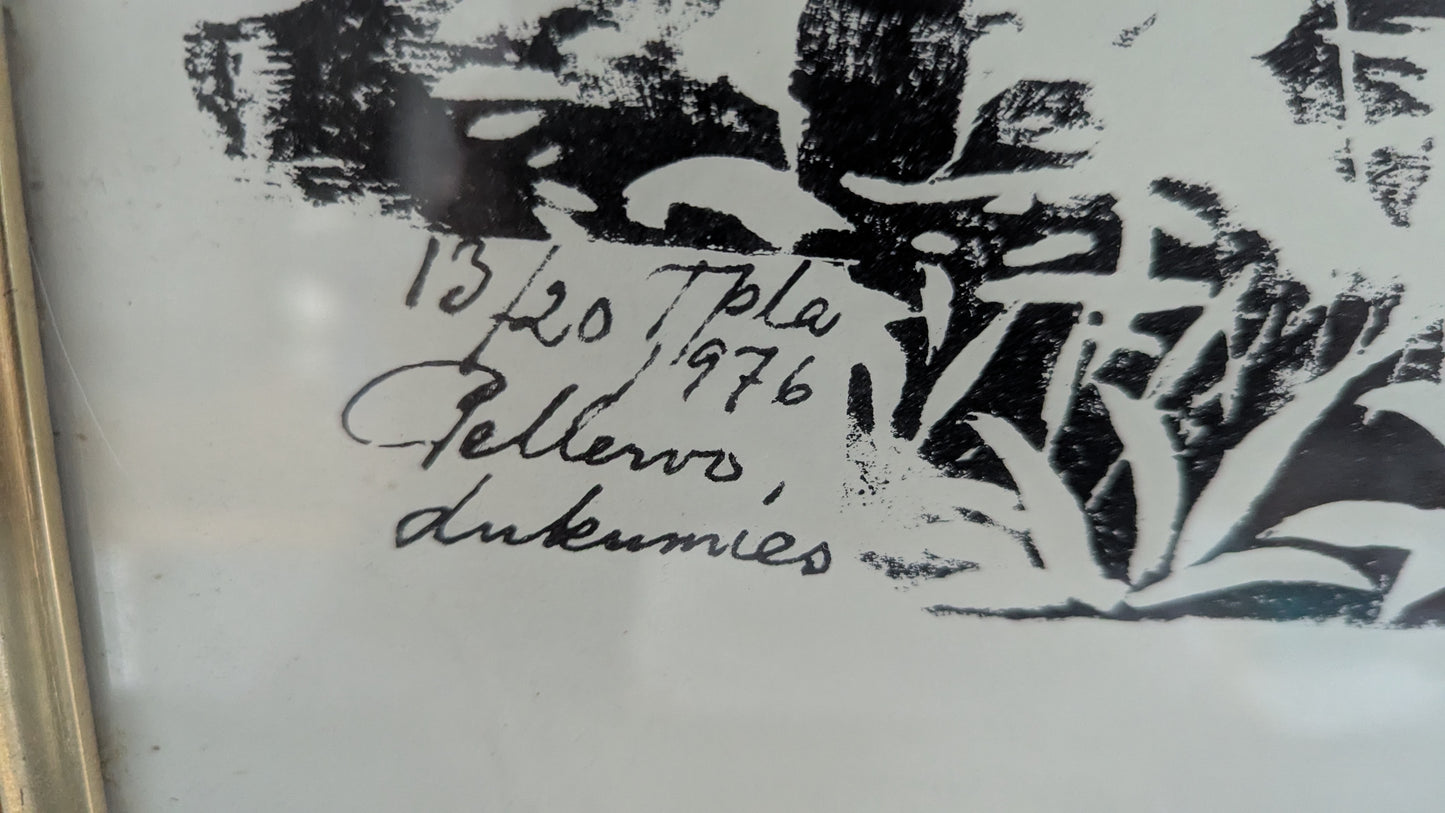 13/20 Tpla
1976
Pellervo,
lukumies